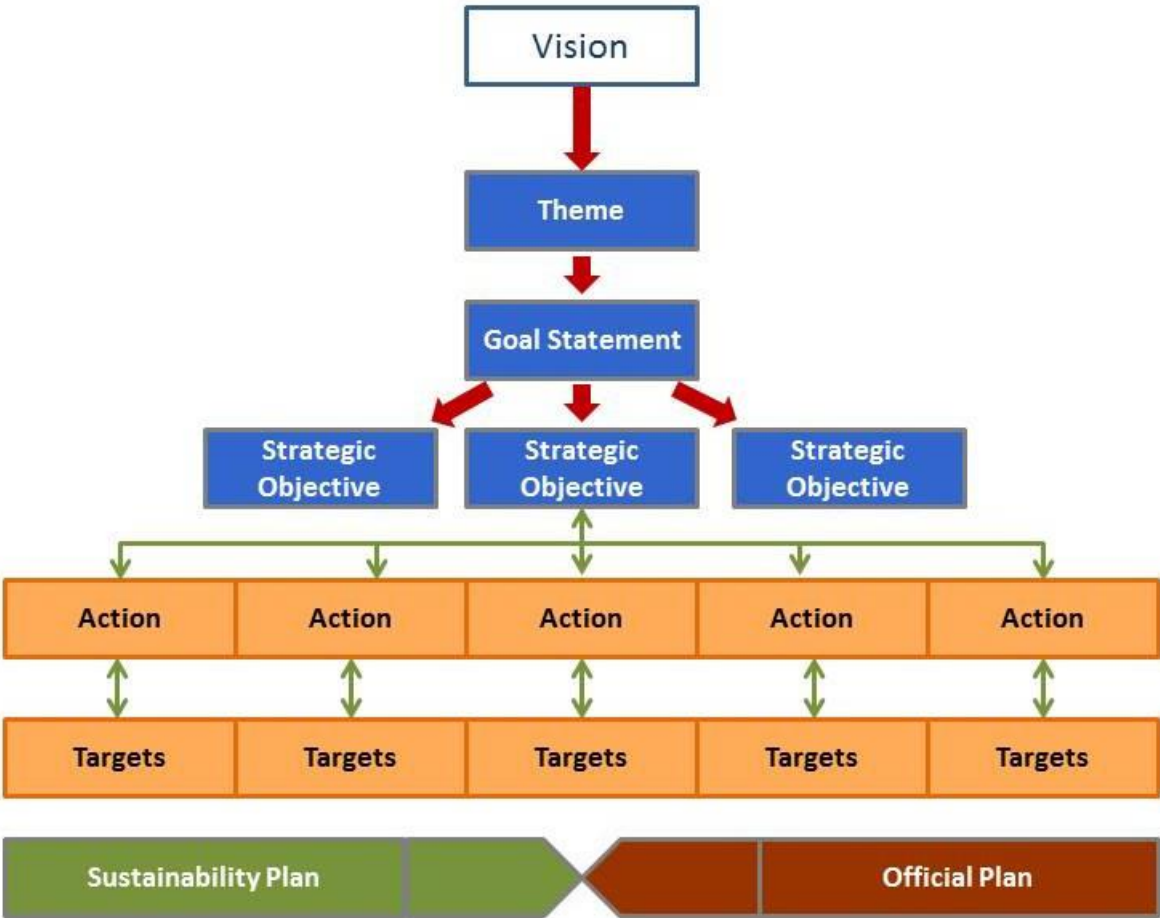 Vision
Theme
Goal Statement
Strategic
Objective
Strategic
Objective
Strategic
Objective
Action
Action
Action
Action
Action
Targets
Targets
Targets
Targets
Targets
Sustainability Plan
Official Plan